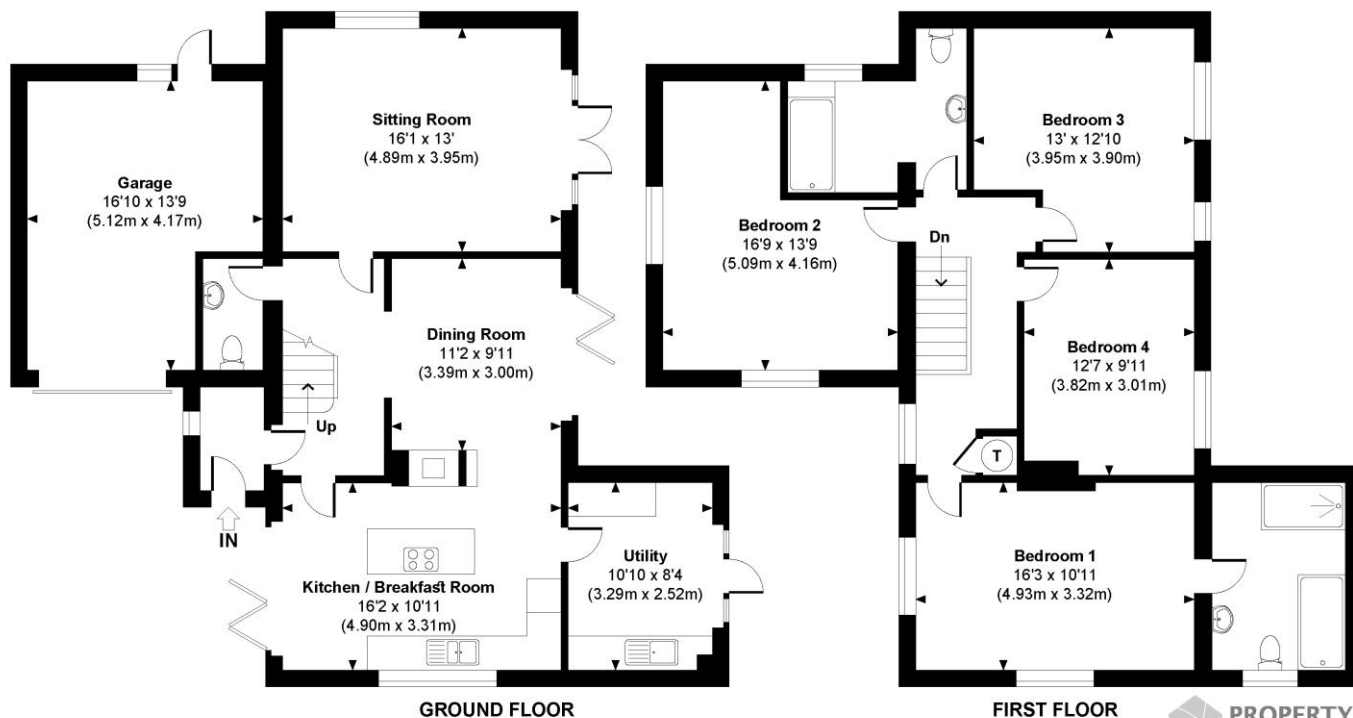 Sitting Room
16'1 x 13'
(4.89m x 3.95m)
Garage
16'10 x 13'9
(5.12m x 4.17m)
Dining Room
11'2 x 9'11
(3.39m x 3.00m)
Up
IN
Kitchen / Breakfast Room
16'2 x 10'11
(4.90m x 3.31m)
Utility
10'10 x 8'4
(3.29m x 2.52m)
GROUND FLOOR
Bedroom 3
13' x 12'10
(3.95m x 3.90m)
Bedroom 2
16'9 x 13'9
(5.09m x 4.16m)
Dn
Bedroom 4
12'7 x 9'11
(3.82m x 3.01m)
T
Bedroom 1
16'3 x 10'11
(4.93m x 3.32m)
FIRST FLOOR
PROPERTY